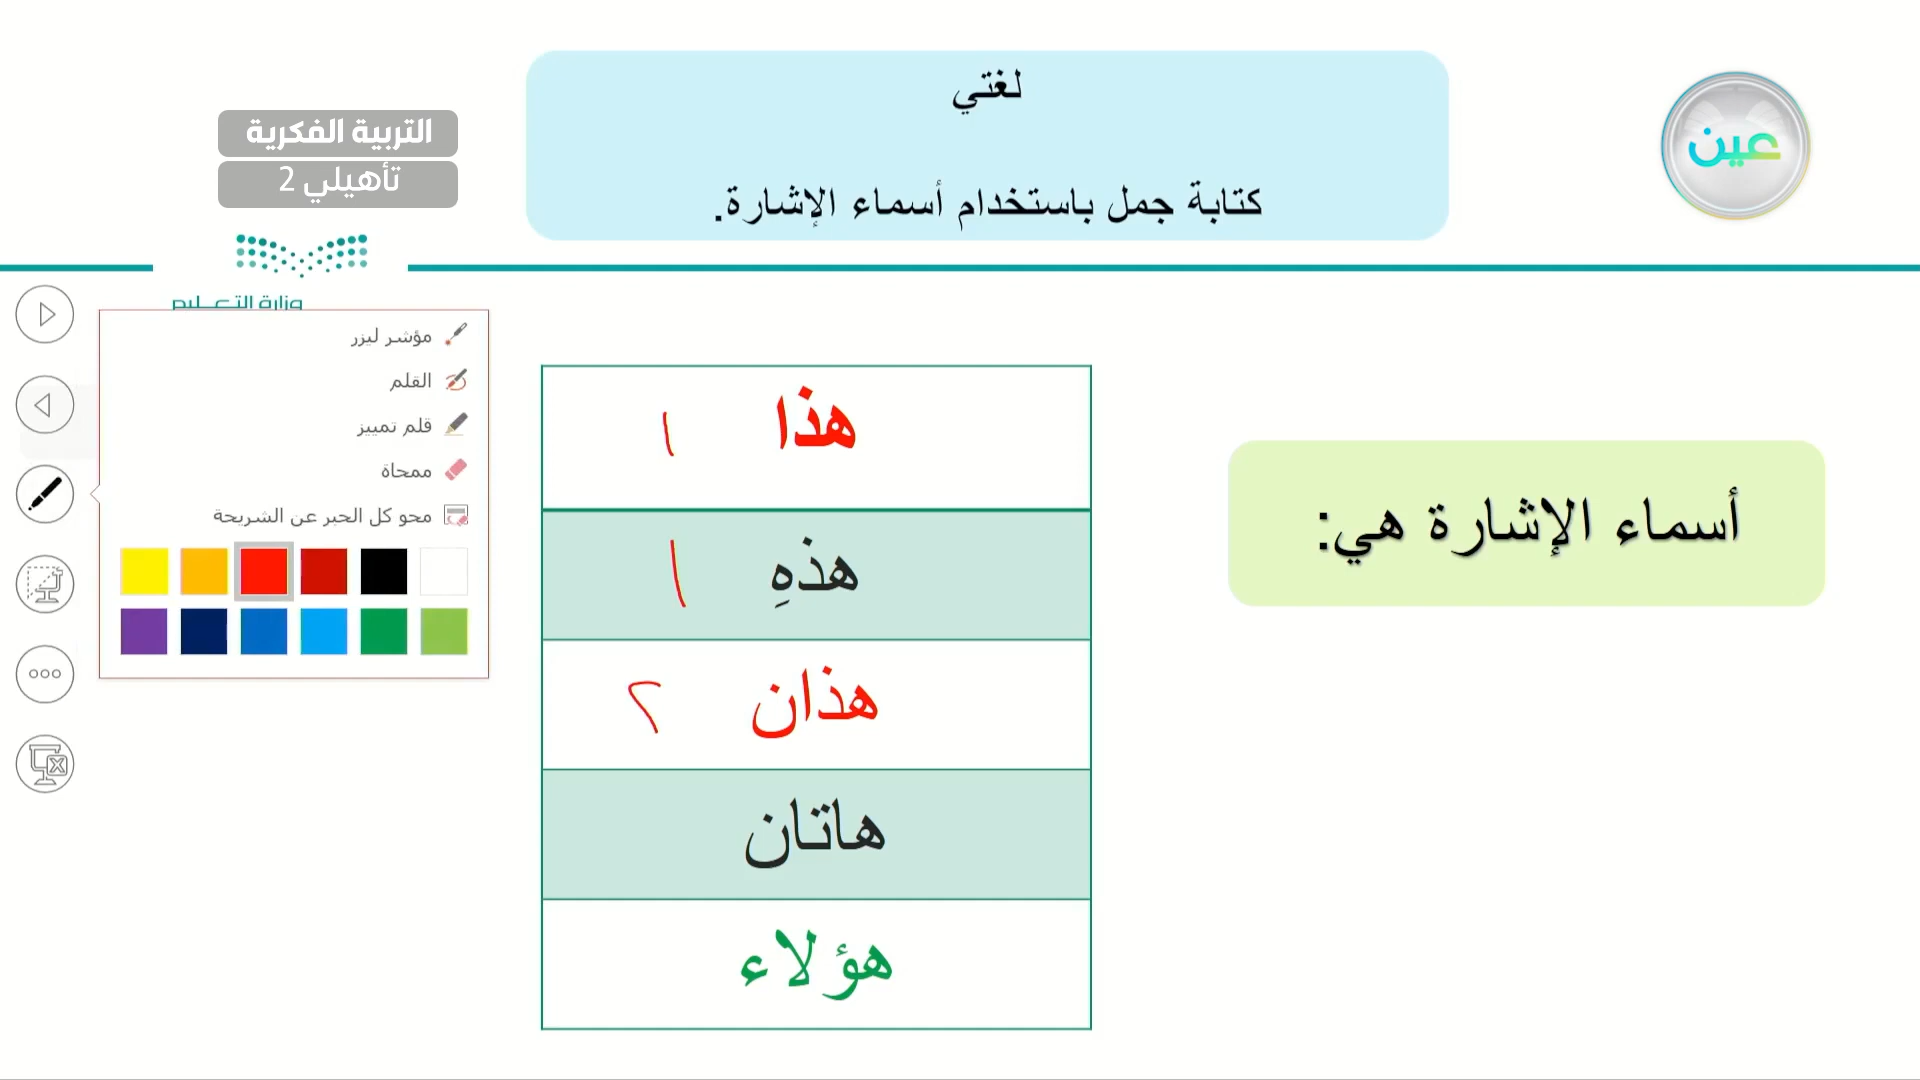 لغتي
كتابة جمل باستخدام أسماء الإشارة.
عين
التربية الفكرية
تأهيلي 2
وزارة التعـــليم
مؤشر ليزر
القلم
قلم تمييز
ممحاة
محو كل الحبر عن الشريحة
أسماء الإشارة هي:
هذا ١
هذهِ ١
هذان ٢
هاتان
هؤلاء